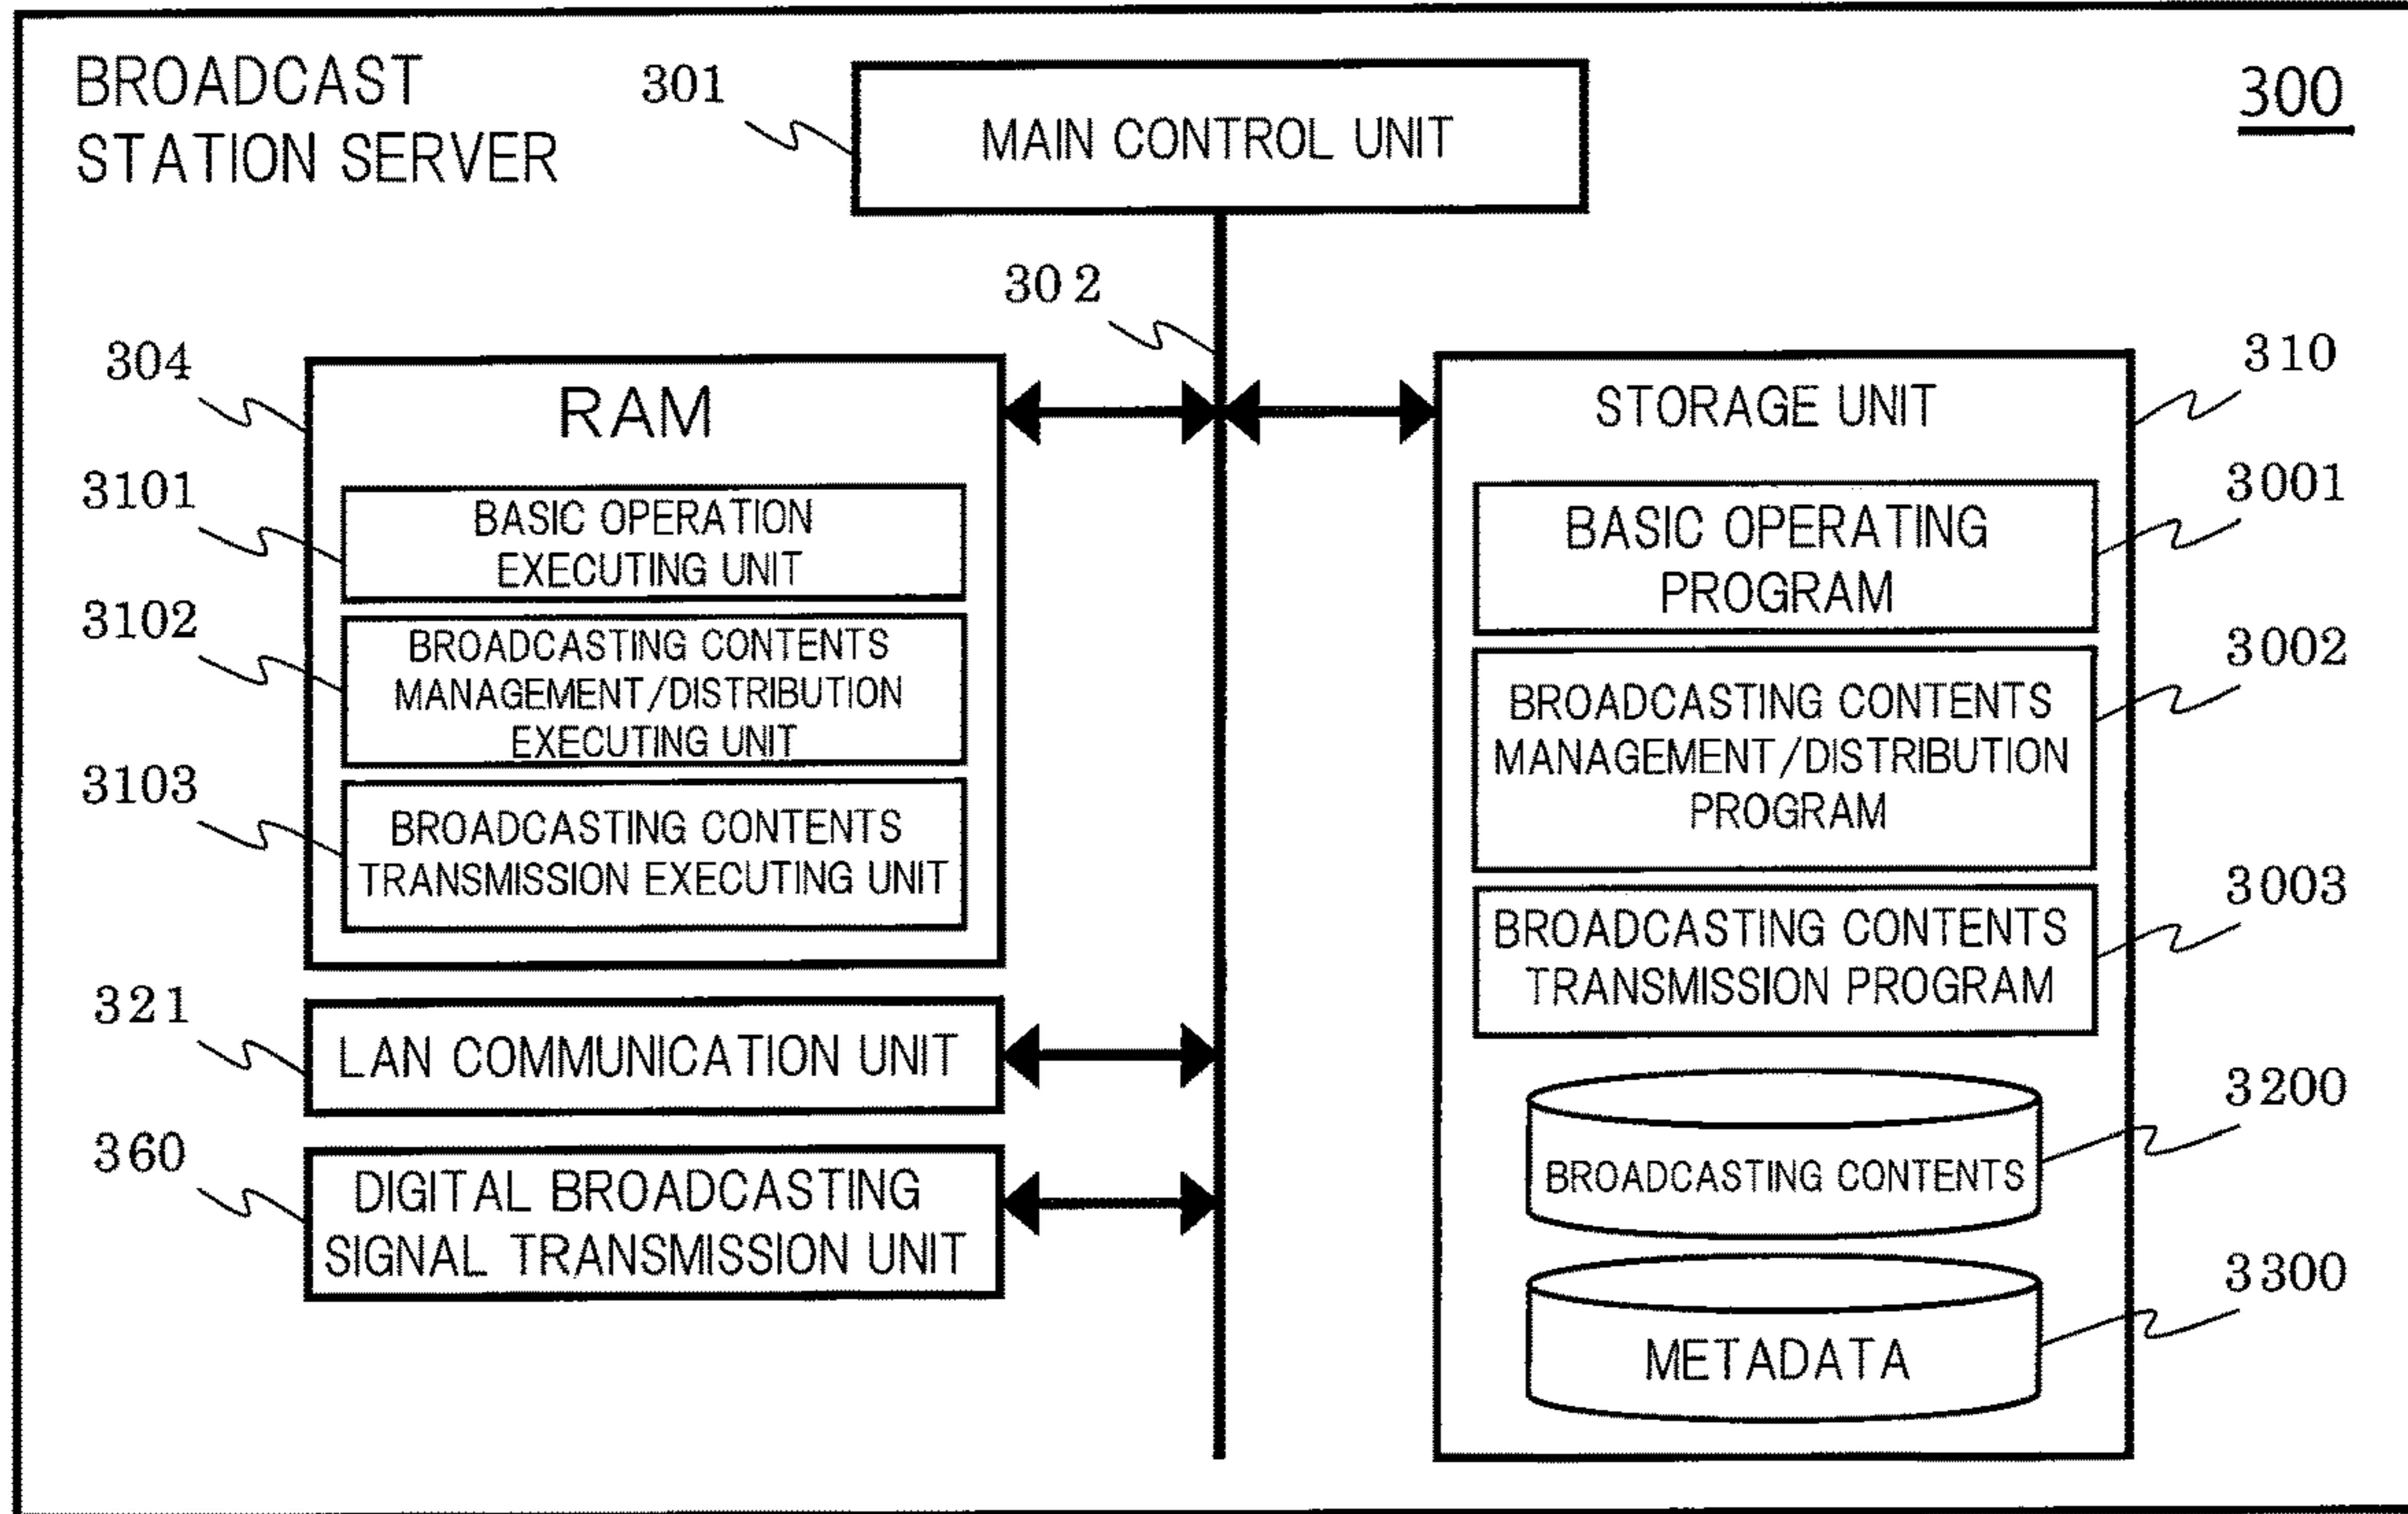 BROADCAST
STATION SERVER
300
301
MAIN CONTROL UNIT
302
304
RAM
3101
BASIC OPERATION
EXECUTING UNIT
3102
BROADCASTING CONTENTS
MANAGEMENT/DISTRIBUTION
EXECUTING UNIT
3103
BROADCASTING CONTENTS
TRANSMISSION EXECUTING UNIT
321
LAN COMMUNICATION UNIT
360
DIGITAL BROADCASTING
SIGNAL TRANSMISSION UNIT
310
STORAGE UNIT
3001
BASIC OPERATING
PROGRAM
3002
BROADCASTING CONTENTS
MANAGEMENT/DISTRIBUTION
PROGRAM
3003
BROADCASTING CONTENTS
TRANSMISSION PROGRAM
3200
BROADCASTING CONTENTS
3300
METADATA